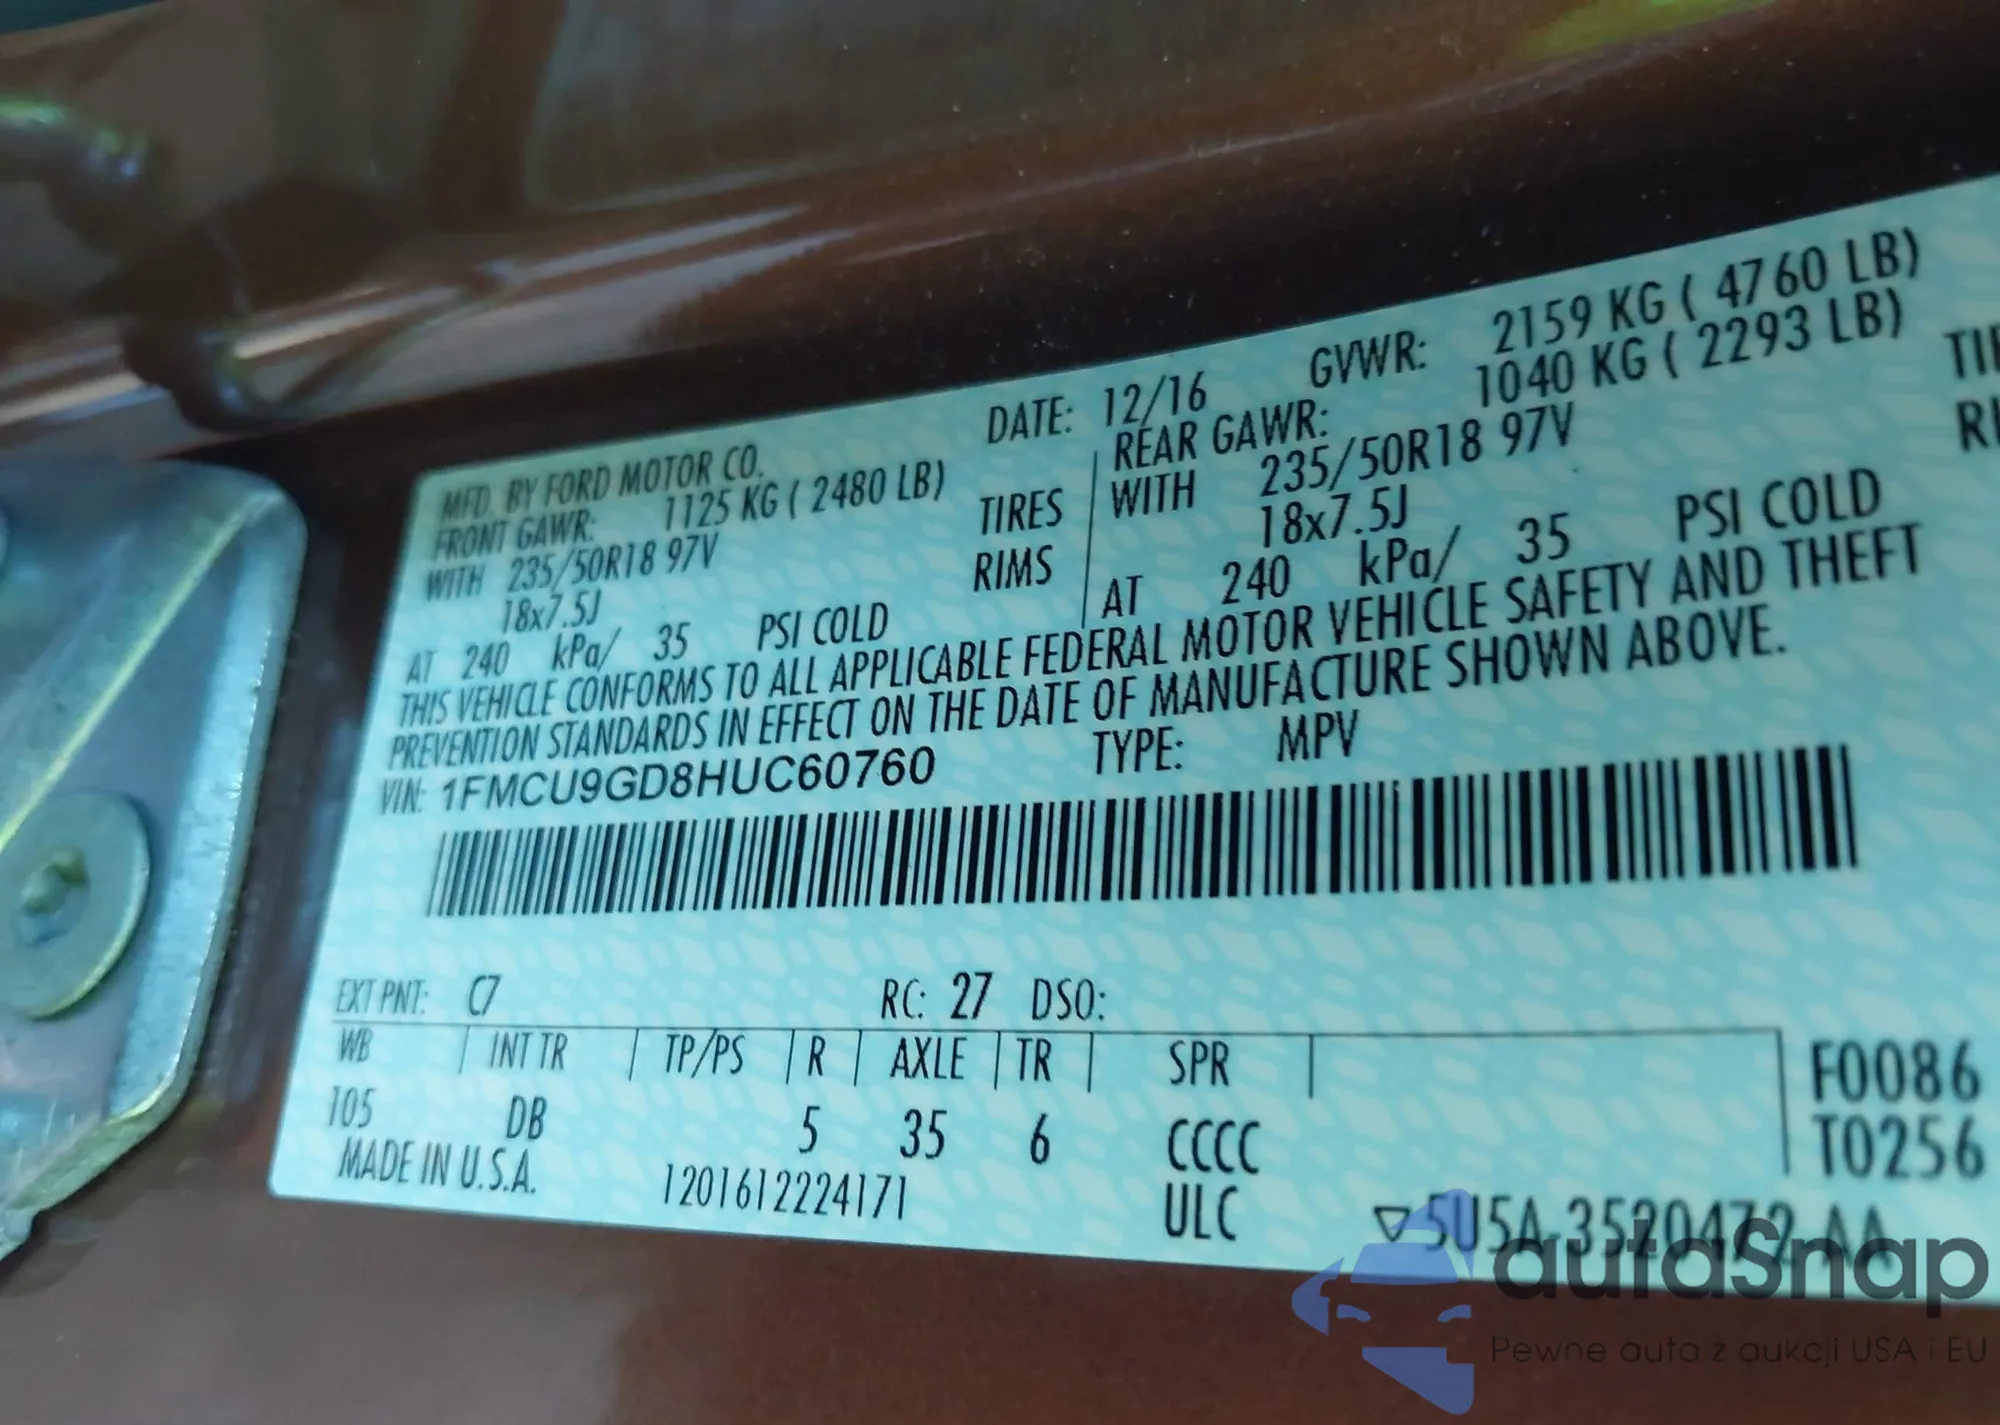 MFD. BY FORD MOTOR CO. DATE: 12/16 GVWR: 2159 KG ( 4760 LB)
FRONT GAWR: 1125 KG ( 2480 LB) REAR GAWR: 1040 KG ( 2293 LB)
WITH 235/50R18 97V TIRES WITH 235/50R18 97V
18x7.5J RIMS 18x7.5J
AT 240 kPa/ 35 PSI COLD AT 240 kPa/ 35 PSI COLD
THIS VEHICLE CONFORMS TO ALL APPLICABLE FEDERAL MOTOR VEHICLE SAFETY AND THEFT
PREVENTION STANDARDS IN EFFECT ON THE DATE OF MANUFACTURE SHOWN ABOVE.
VIN: 1FMCU9GD8HUC60760 TYPE: MPV
EXT PNT: C7 RC: 27 DSO:
WB INT TR TP/PS R AXLE TR SPR F0086
105 DB 5 35 6 CCCC T0256
MADE IN U.S.A. 1201612224171 ULC ▽5U5A-3520472-AA
autoSnap
Pewne auta z aukcji USA i EU